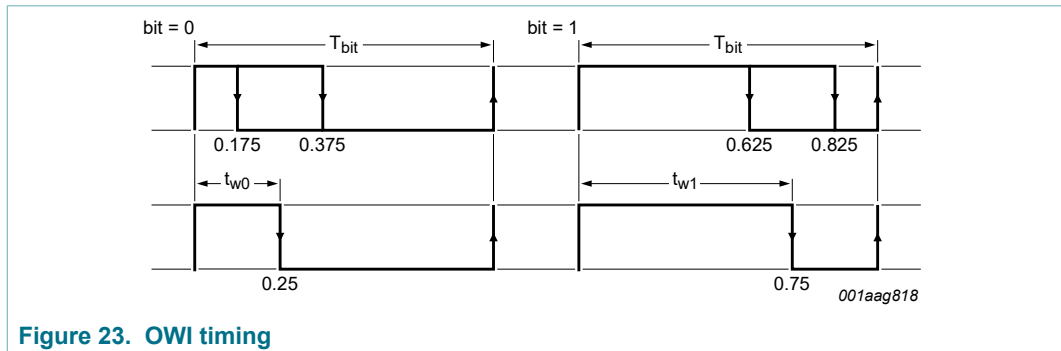 bit = 0
T_bit
bit = 1
T_bit
0.175
0.375
0.625
0.825
t_w0
t_w1
0.25
0.75
001aag818
Figure 23. OWI timing